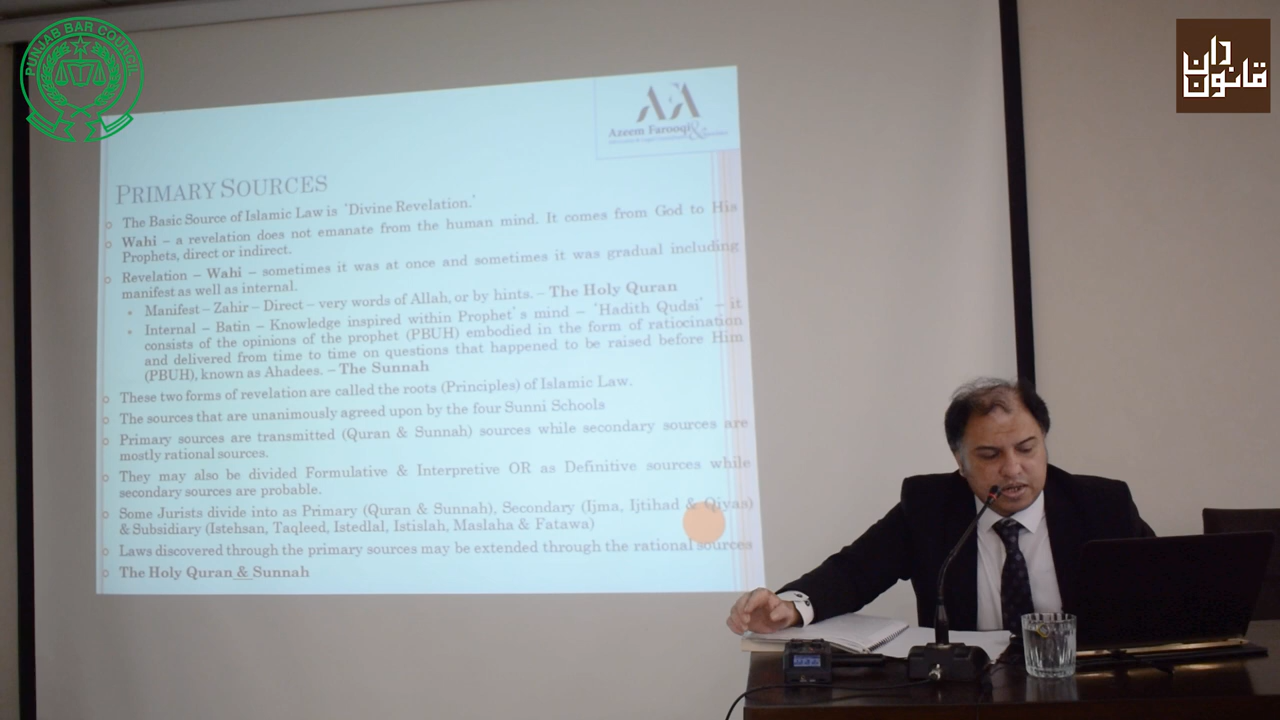 PUNJAB BAR COUNCIL
قانون دان
AFA
Azeem Farooqi &
PRIMARY SOURCES
The Basic Source of Islamic Law is 'Divine Revelation.'
Wahi – a revelation does not emanate from the human mind. It comes from God to His
Prophets, direct or indirect.
Revelation – Wahi – sometimes it was at once and sometimes it was gradual including
manifest as well as internal.
Manifest – Zahir – Direct – very words of Allah, or by hints. – The Holy Quran
Internal – Batin – Knowledge inspired within Prophet's mind – 'Hadith Qudsi' – it
consists of the opinions of the prophet (PBUH) embodied in the form of ratiocination
and delivered from time to time on questions that happened to be raised before Him
(PBUH), known as Ahadees. – The Sunnah
These two forms of revelation are called the roots (Principles) of Islamic Law.
The sources that are unanimously agreed upon by the four Sunni Schools
Primary sources are transmitted (Quran & Sunnah) sources while secondary sources are
mostly rational sources.
They may also be divided Formulative & Interpretive OR as Definitive sources while
secondary sources are probable.
Some Jurists divide into as Primary (Quran & Sunnah), Secondary (Ijma, Ijtihad & Qiyas)
& Subsidiary (Istehsan, Taqleed, Istedlal, Istislah, Maslaha & Fatawa)
Laws discovered through the primary sources may be extended through the rational sources
The Holy Quran & Sunnah